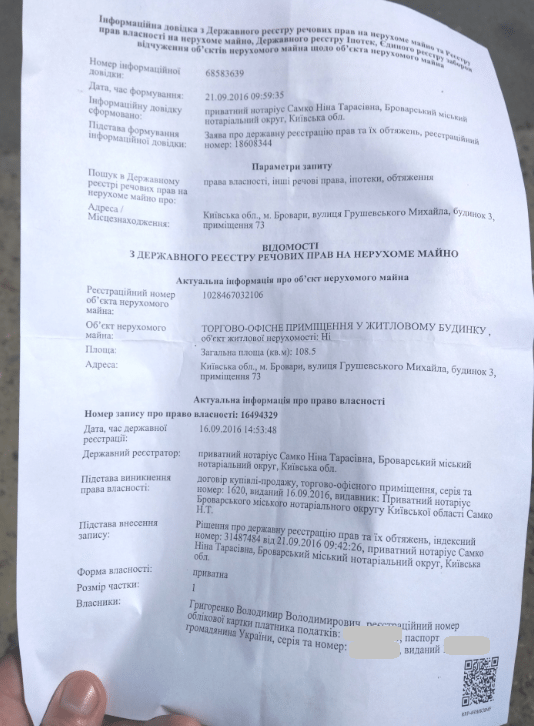 Інформаційна довідка з Державного реєстру речових прав на нерухоме майно та Реєстру
прав власності на нерухоме майно, Державного реєстру Іпотек, Єдиного реєстру заборон
відчуження об'єктів нерухомого майна щодо об'єкта нерухомого майна
Номер інформаційної
довідки:
68583639
Дата, час формування:
21.09.2016 09:59:35
Інформаційну довідку
сформовано:
приватний нотаріус Самко Ніна Тарасівна, Броварський міський
нотаріальний округ, Київська обл.
Підстава формування
інформаційної довідки:
Заява про державну реєстрацію прав та їх обтяжень, реєстраційний
номер: 18608344
Параметри запиту
Пошук в Державному
реєстрі речових прав на
нерухоме майно про:
права власності, інші речові права, іпотеки, обтяження
Адреса /
Місцезнаходження:
Київська обл., м. Бровари, вулиця Грушевського Михайла, будинок 3,
приміщення 73
ВІДОМОСТІ
З ДЕРЖАВНОГО РЕЄСТРУ РЕЧОВИХ ПРАВ НА НЕРУХОМЕ МАЙНО
Актуальна інформація про об'єкт нерухомого майна
Реєстраційний номер
об'єкта нерухомого
майна:
1028467032106
Об'єкт нерухомого
майна:
ТОРГОВО-ОФІСНЕ ПРИМІЩЕННЯ У ЖИТЛОВОМУ БУДИНКУ ,
об'єкт житлової нерухомості: Ні
Площа:
Загальна площа (кв.м): 108.5
Адреса:
Київська обл., м. Бровари, вулиця Грушевського Михайла, будинок 3,
приміщення 73
Актуальна інформація про право власності
Номер запису про право власності: 16494329
Дата, час державної
реєстрації:
16.09.2016 14:53:48
Державний реєстратор:
приватний нотаріус Самко Ніна Тарасівна, Броварський міський
нотаріальний округ, Київська обл.
Підстава виникнення
права власності:
договір купівлі-продажу, торгово-офісного приміщення, серія та
номер: 1620, виданий 16.09.2016, видавник: Приватний нотаріус
Броварського міського нотаріального округу Київської області Самко
Н.Т.
Підстава внесення
запису:
Рішення про державну реєстрацію прав та їх обтяжень, індексний
номер: 31487484 від 21.09.2016 09:42:26, приватний нотаріус Самко
Ніна Тарасівна, Броварський міський нотаріальний округ, Київська
обл.
Форма власності:
приватна
Розмір частки:
1
Власники:
Григоренко Володимир Володимирович, реєстраційний номер
облікової картки платника податків: , паспорт
громадянина України, серія та номер: , виданий